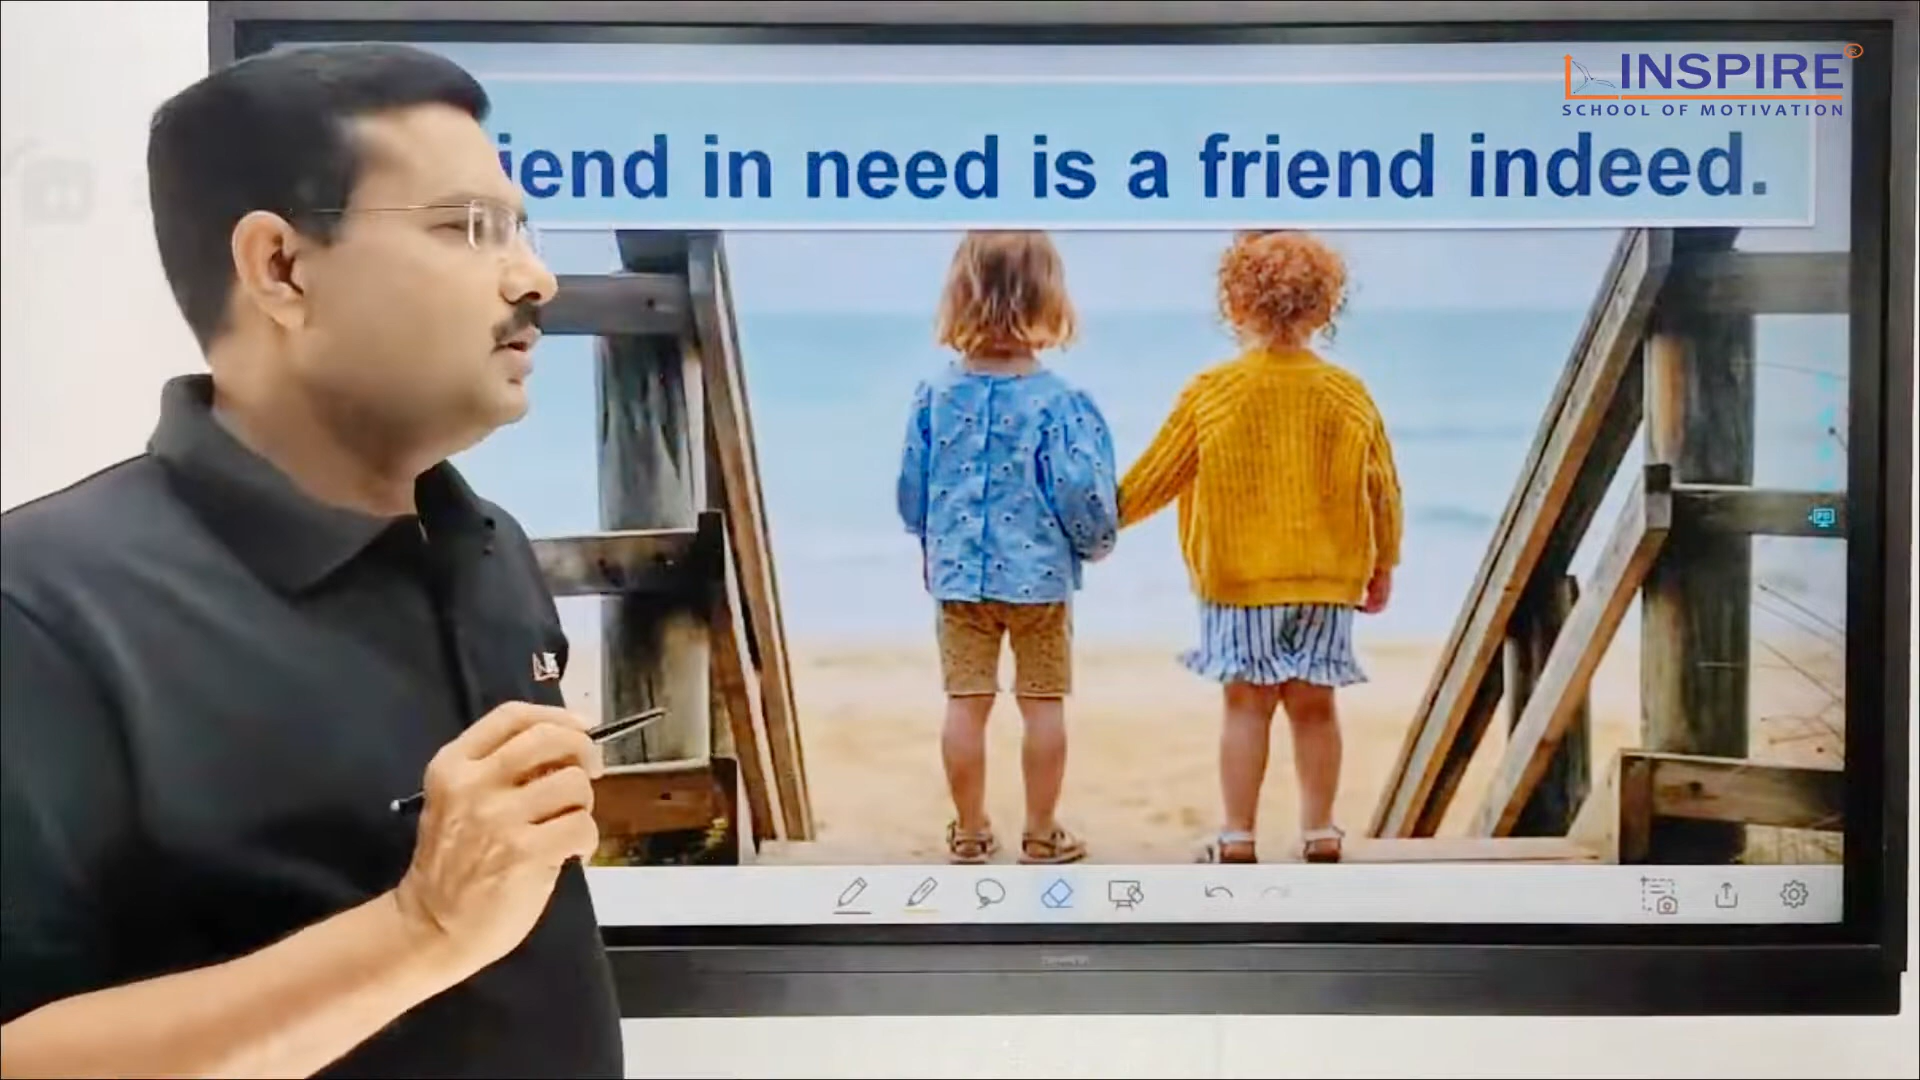 INSPIRE
SCHOOL OF MOTIVATION
iend in need is a friend indeed.